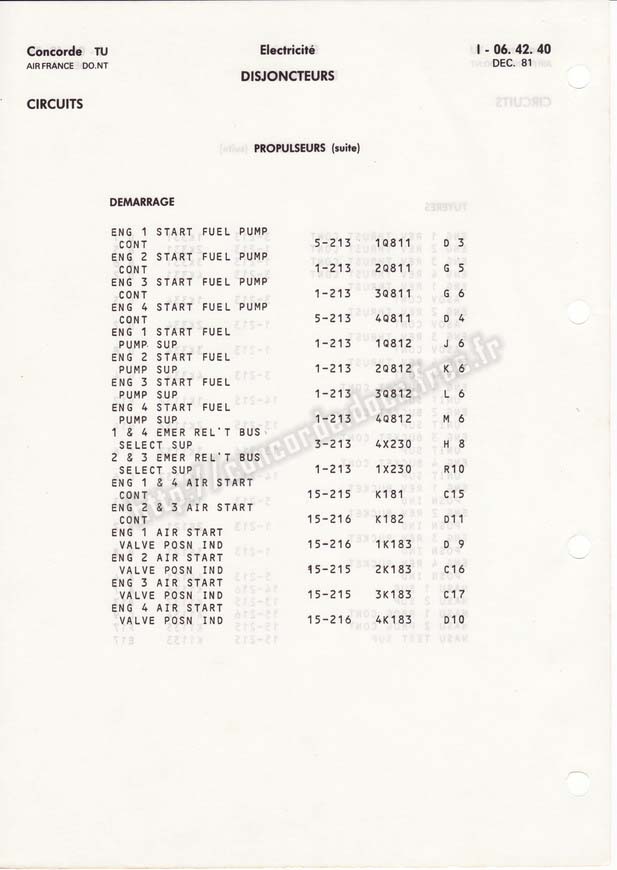 Concorde TU
AIR FRANCE DO.NT
Electricité
I - 06. 42. 40
DEC. 81
DISJONCTEURS
CIRCUITS
PROPULSEURS (suite)
DEMARRAGE
ENG 1 START FUEL PUMP
CONT 5-213 1Q811 D 3
ENG 2 START FUEL PUMP
CONT 1-213 2Q811 G 5
ENG 3 START FUEL PUMP
CONT 1-213 3Q811 G 6
ENG 4 START FUEL PUMP
CONT 5-213 4Q811 D 4
ENG 1 START FUEL
PUMP SUP 1-213 1Q812 J 6
ENG 2 START FUEL
PUMP SUP 1-213 2Q812 K 6
ENG 3 START FUEL
PUMP SUP 1-213 3Q812 L 6
ENG 4 START FUEL
PUMP SUP 1-213 4Q812 M 6
1 & 4 EMER REL'T BUS
SELECT SUP 3-213 4X230 H 8
2 & 3 EMER REL'T BUS
SELECT SUP 1-213 1X230 R10
ENG 1 & 4 AIR START
CONT 15-215 K181 C15
ENG 2 & 3 AIR START
CONT 15-216 K182 D11
ENG 1 AIR START
VALVE POSN IND 15-216 1K183 D 9
ENG 2 AIR START
VALVE POSN IND 15-215 2K183 C16
ENG 3 AIR START
VALVE POSN IND 15-215 3K183 C17
ENG 4 AIR START
VALVE POSN IND 15-216 4K183 D10